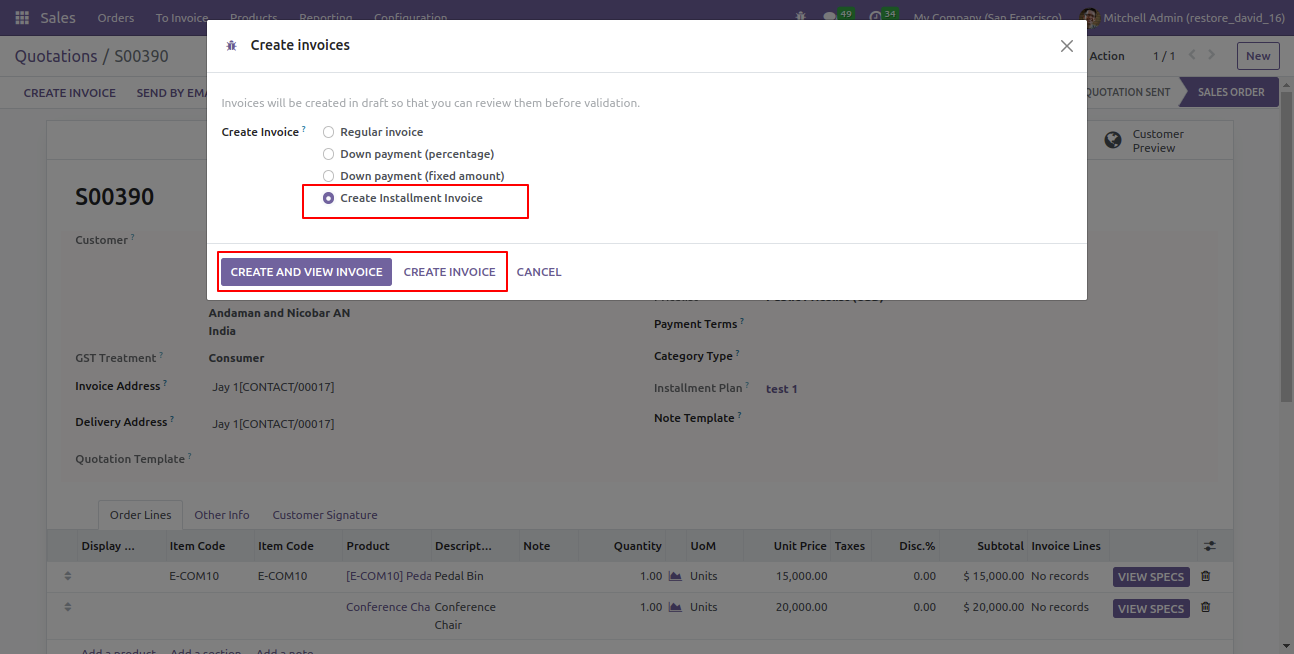 Sales Orders To Invoice Products Reporting Configuration 49 34 My Company (San Francisco) Mitchell Admin (restore_david_16)
Create invoices
Quotations / S00390 Action 1 / 1 New
CREATE INVOICE SEND BY EMA QUOTATION SENT SALES ORDER
Invoices will be created in draft so that you can review them before validation.
Create Invoice ? Regular invoice
Down payment (percentage)
Down payment (fixed amount)
Create Installment Invoice
Customer
Preview
S00390
Customer ?
CREATE AND VIEW INVOICE CREATE INVOICE CANCEL
Andaman and Nicobar AN
India
Payment Terms ?
GST Treatment ? Consumer
Category Type ?
Invoice Address ? Jay 1[CONTACT/00017]
Installment Plan ? test 1
Delivery Address ? Jay 1[CONTACT/00017]
Note Template ?
Quotation Template ?
Order Lines Other Info Customer Signature
Display ... Item Code Item Code Product Descript... Note Quantity UoM Unit Price Taxes Disc.% Subtotal Invoice Lines
E-COM10 E-COM10 [E-COM10] Peda Pedal Bin 1.00 Units 15,000.00 0.00 $ 15,000.00 No records VIEW SPECS
Conference Cha Conference Chair 1.00 Units 20,000.00 0.00 $ 20,000.00 No records VIEW SPECS
Add a product Add a section Add a note